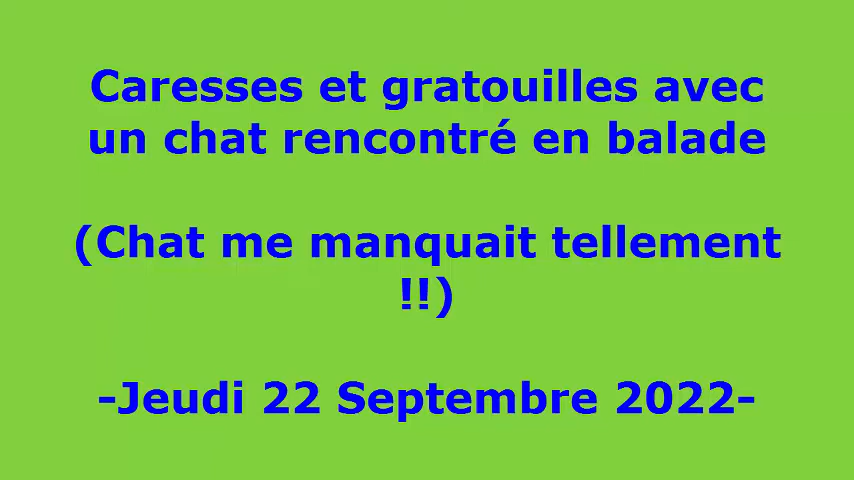 Caresses et gratouilles avec
un chat rencontré en balade
(Chat me manquait tellement
!!)
-Jeudi 22 Septembre 2022-